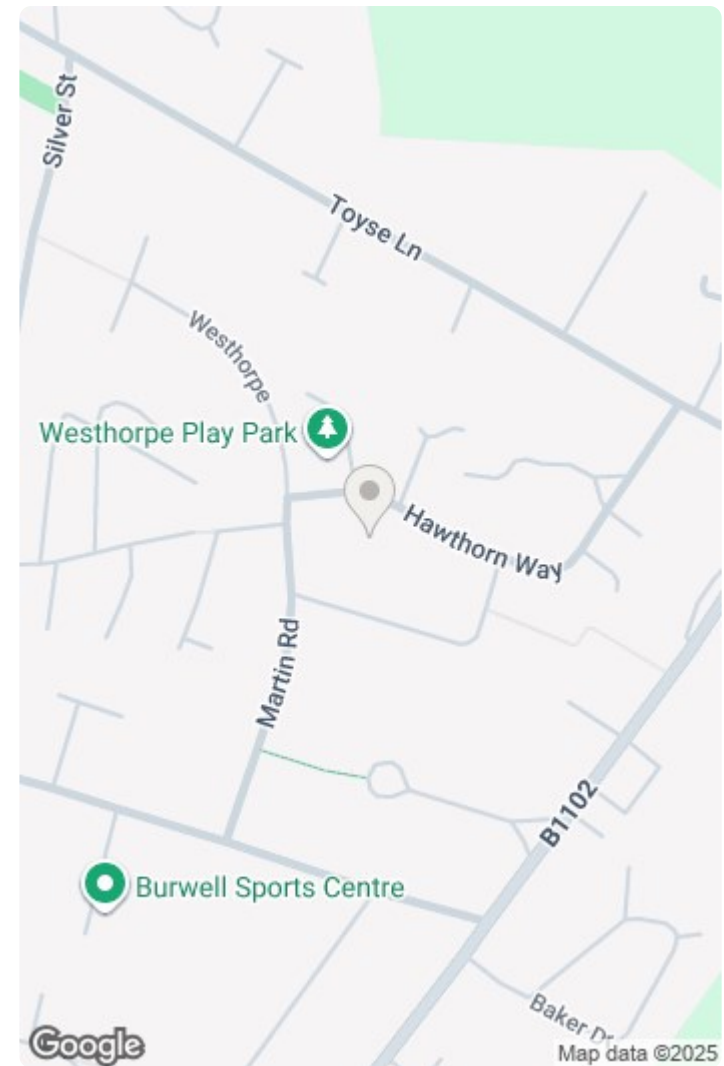 Silver St
Toyse Ln
Westhorpe
Westhorpe Play Park
Hawthorn Way
Martin Rd
B1102
Burwell Sports Centre
Baker Dr
Google
Map data ©2025